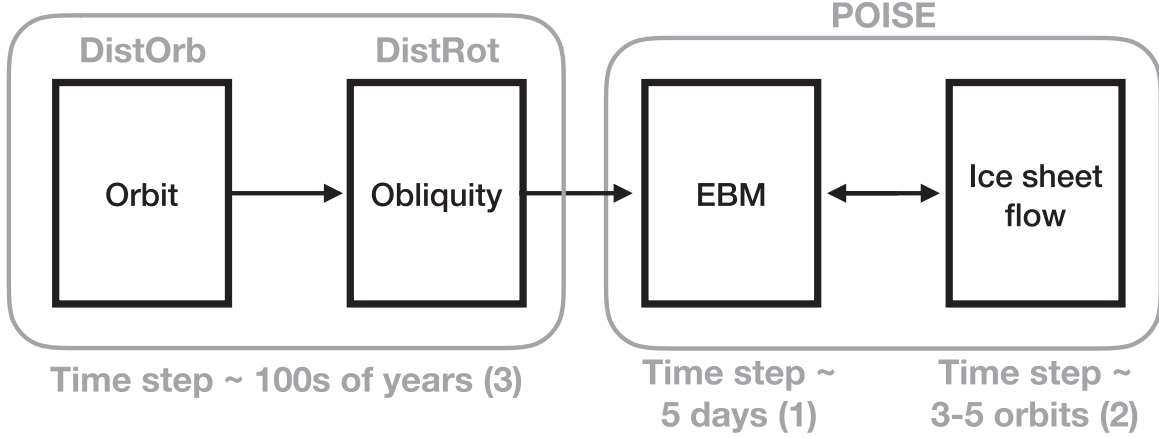 POISE
DistOrb
DistRot
Orbit
Obliquity
EBM
Ice sheet
flow
Time step ~ 100s of years (3)
Time step ~
5 days (1)
Time step ~
3-5 orbits (2)